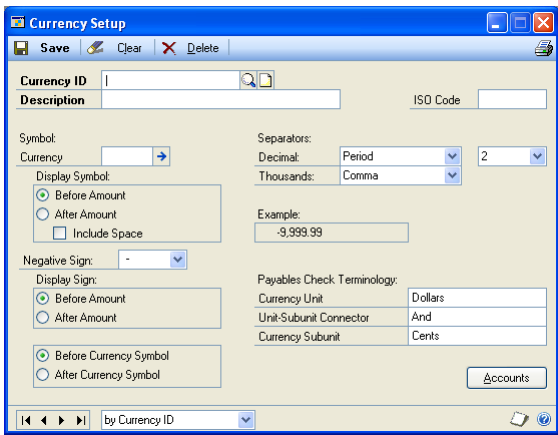 Currency Setup
Save Clear Delete
Currency ID
Description ISO Code
Symbol: Separators:
Currency Decimal: Period 2
Display Symbol: Thousands: Comma
Before Amount
After Amount Example:
Include Space -9,999.99
Negative Sign: -
Display Sign: Payables Check Terminology:
Before Amount Currency Unit Dollars
After Amount Unit-Subunit Connector And
Currency Subunit Cents
Before Currency Symbol
After Currency Symbol Accounts
by Currency ID